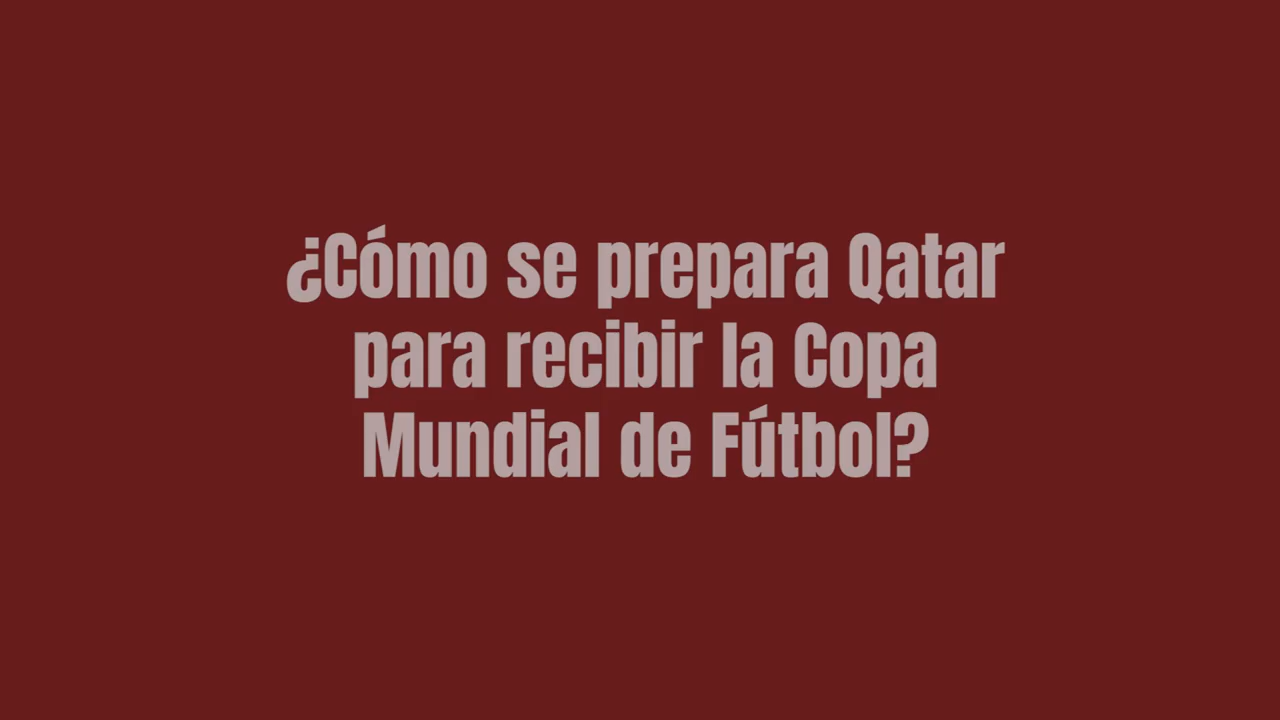 ¿Cómo se prepara Qatar
para recibir la Copa
Mundial de Fútbol?